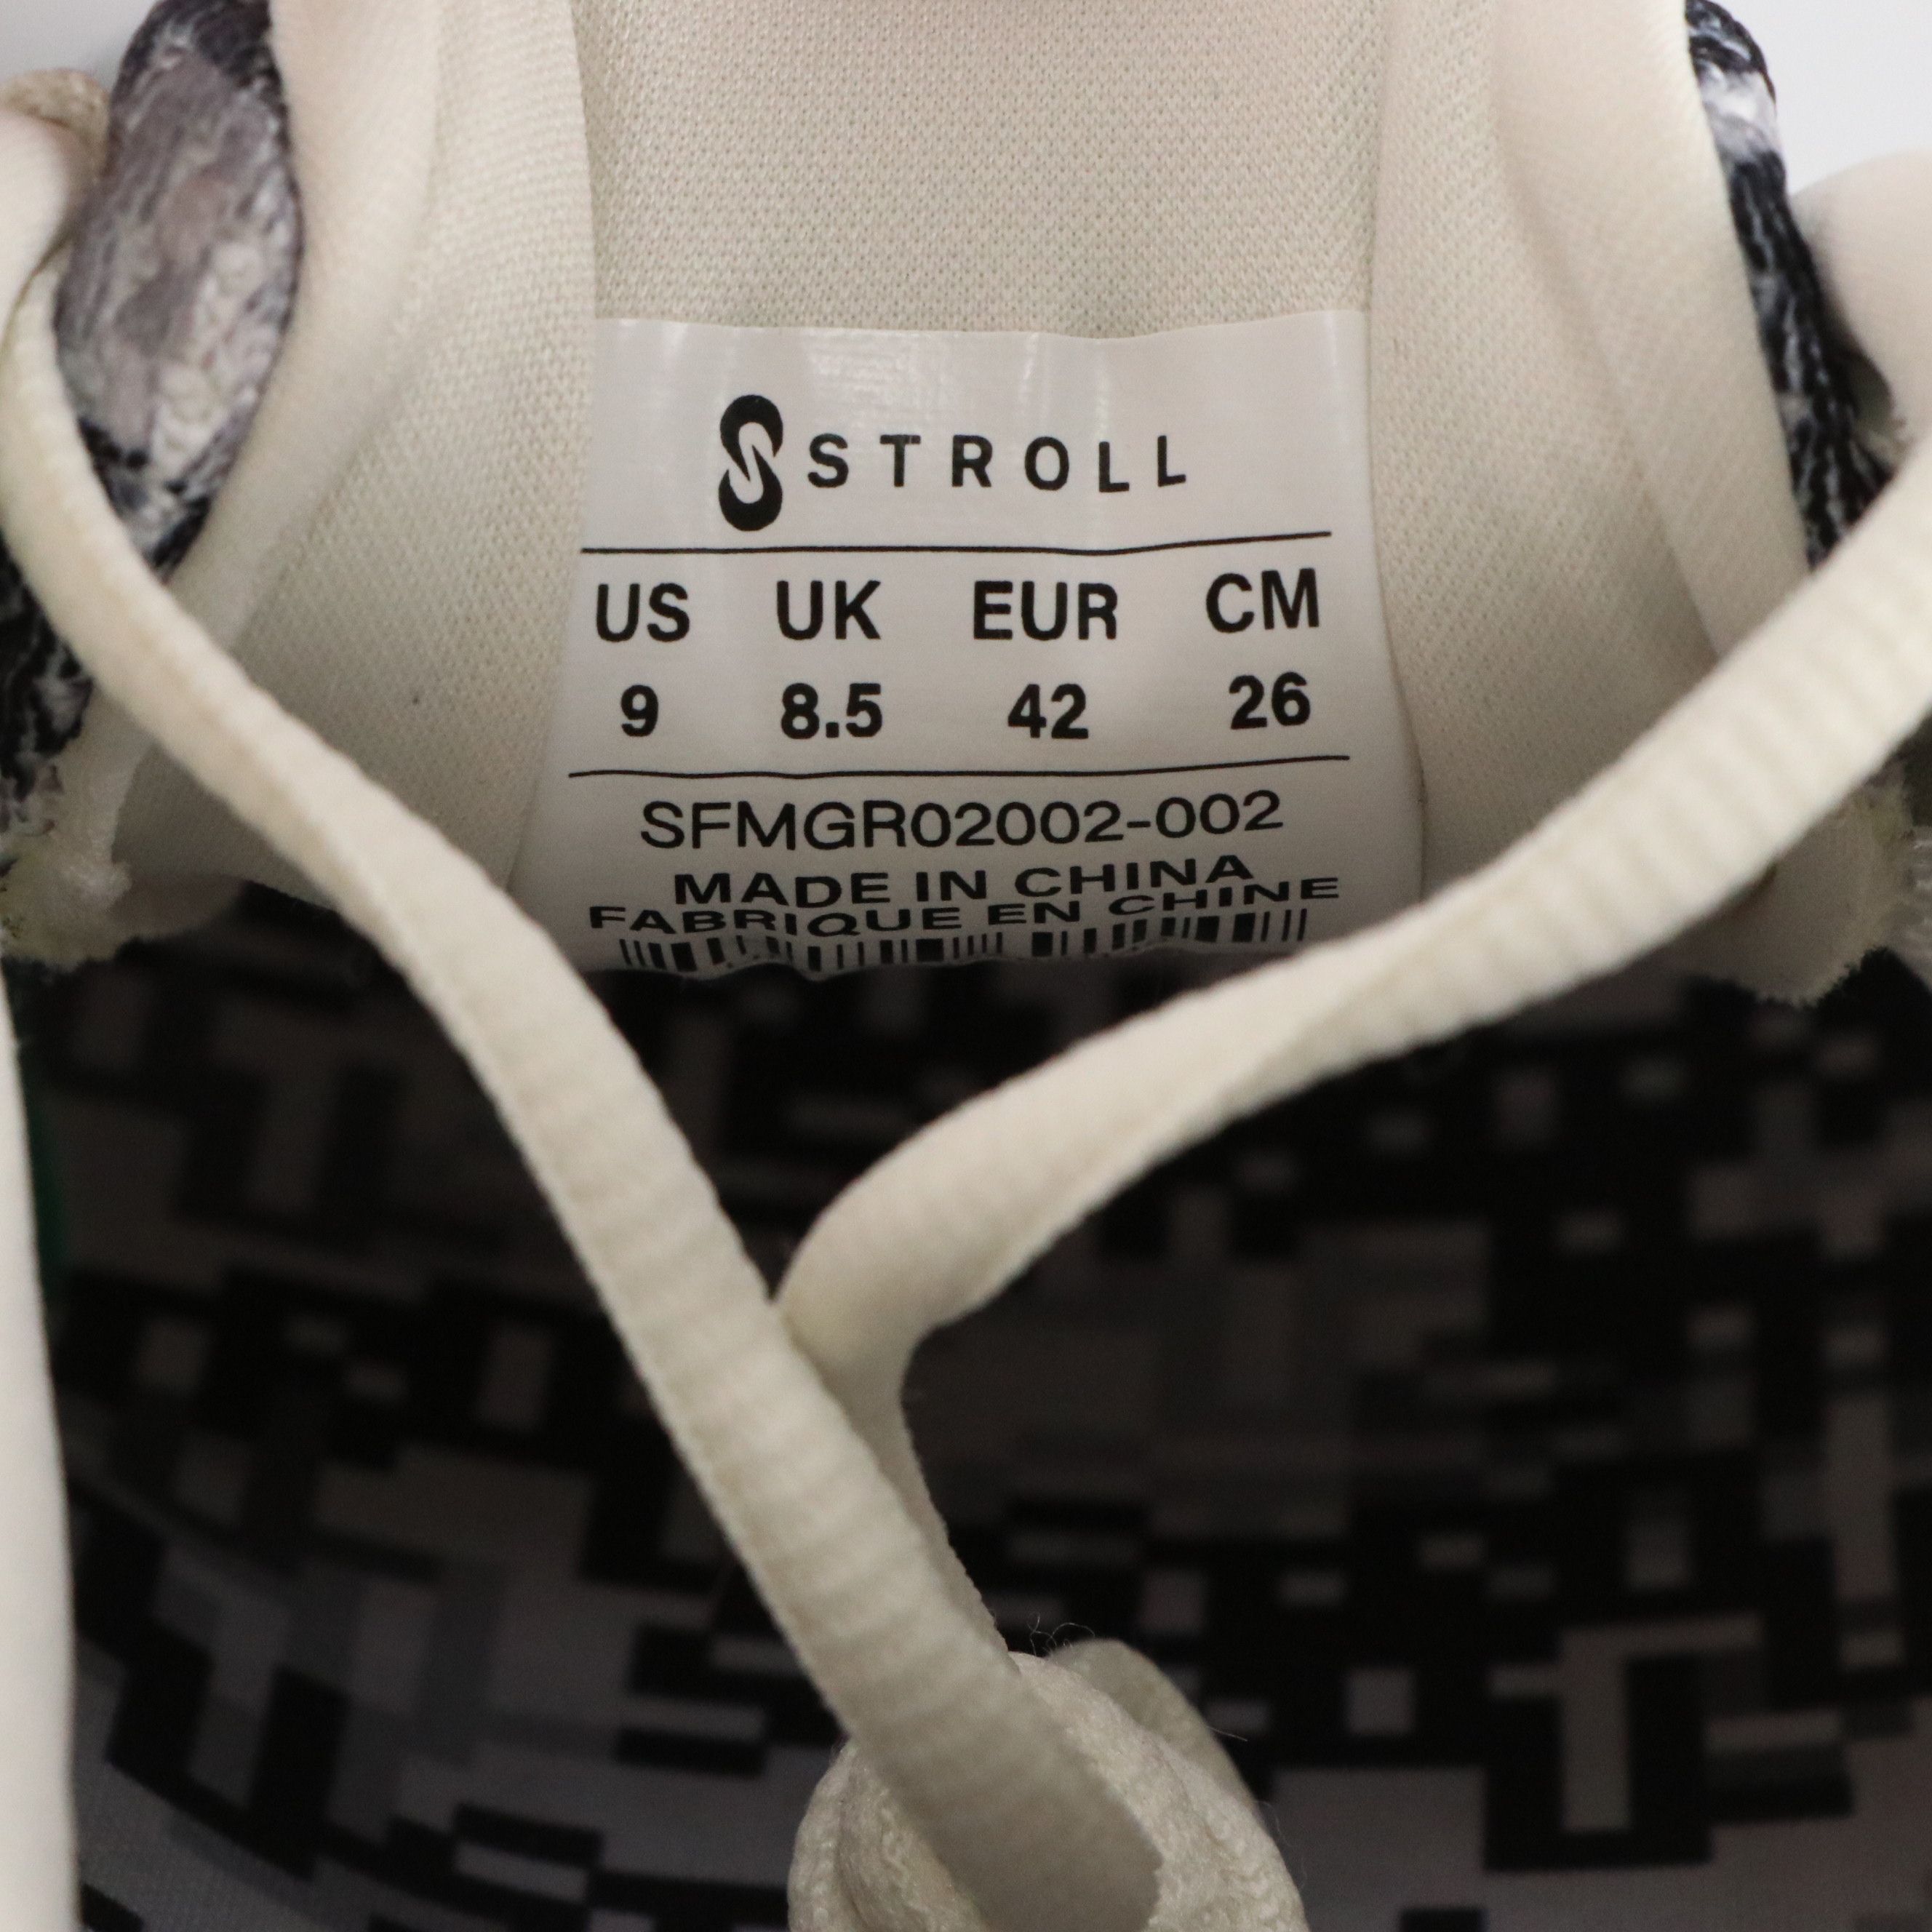 STROLL
US UK EUR CM
9 8.5 42 26
SFMGR02002-002
MADE IN CHINA
FABRIQUE EN CHINE